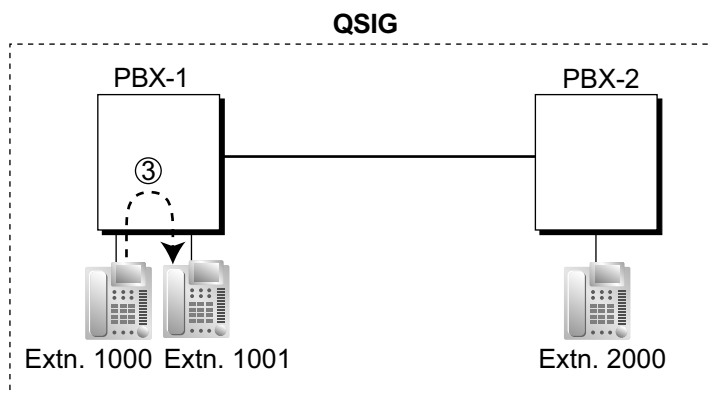 QSIG
PBX-1 PBX-2
③
Extn. 1000 Extn. 1001 Extn. 2000